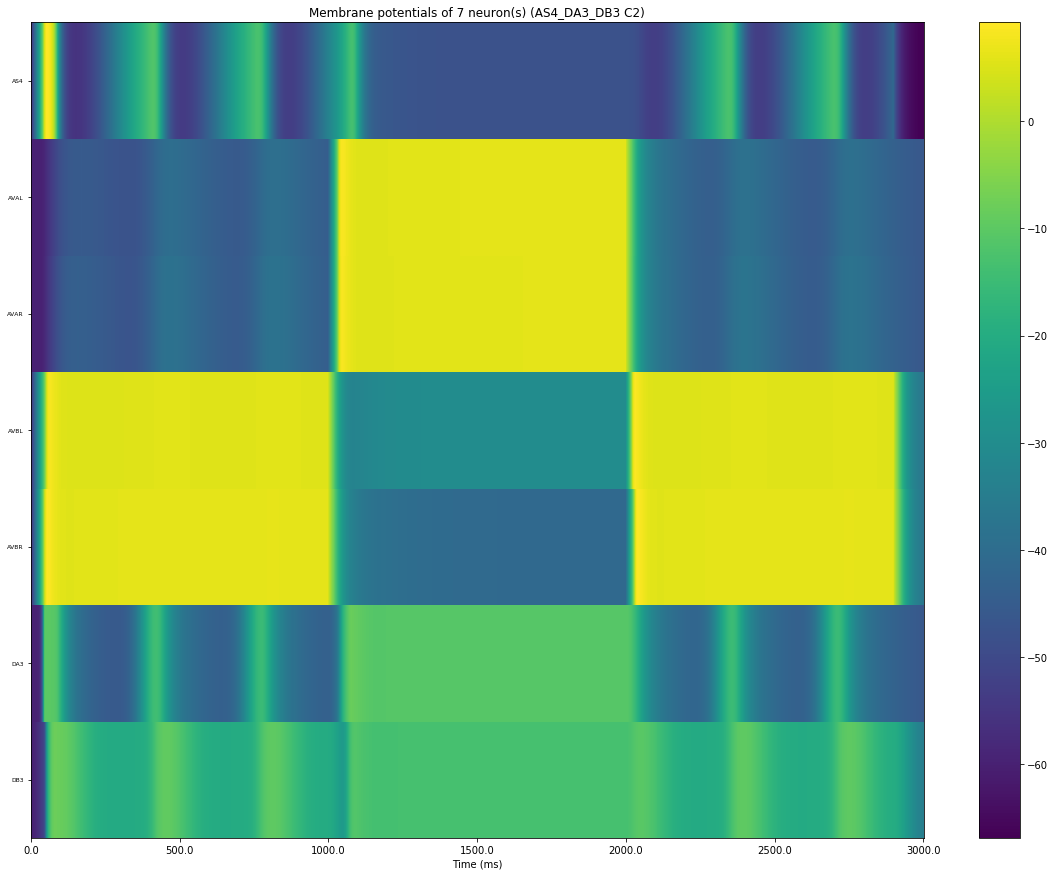 Membrane potentials of 7 neuron(s) (AS4_DA3_DB3 C2)
AS4
AVAL
AVAR
AVBL
AVBR
DA3
DB3
0.0 500.0 1000.0 1500.0 2000.0 2500.0 3000.0
Time (ms)
0
−10
−20
−30
−40
−50
−60